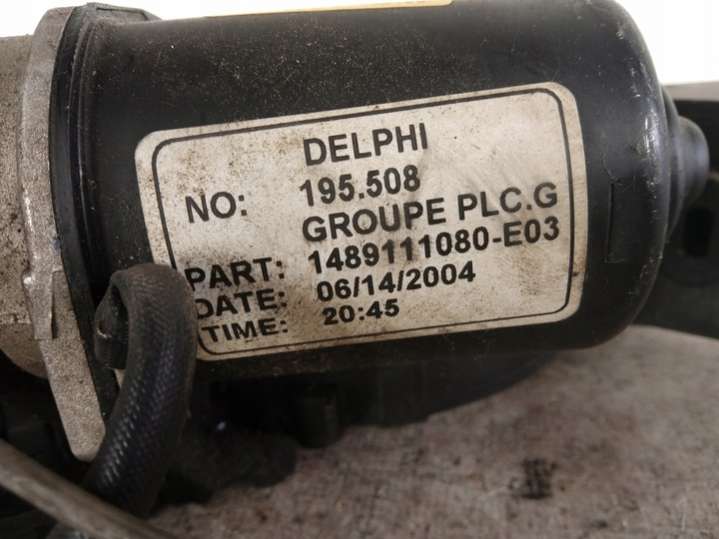 DELPHI
NO: 195.508
GROUPE PLC.G
PART: 1489111080-E03
DATE: 06/14/2004
TIME: 20:45